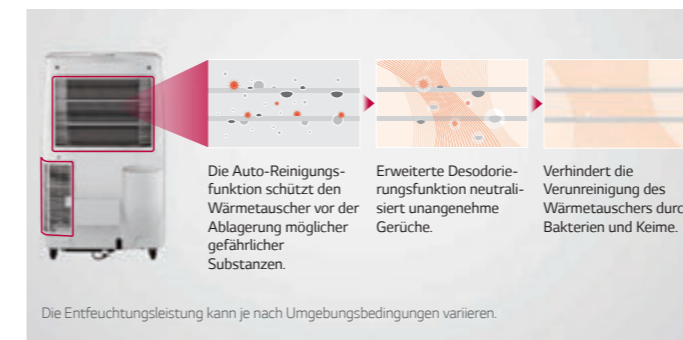 Die Auto-Reinigungs-
funktion schützt den
Wärmetauscher vor der
Ablagerung möglicher
gefährlicher
Substanzen.
Erweiterte Desodorie-
rungsfunktion neutrali-
siert unangenehme
Gerüche.
Verhindert die
Verunreinigung des
Wärmetauschers durc
Bakterien und Keime.
Die Entfeuchtungsleistung kann je nach Umgebungsbedingungen variieren.